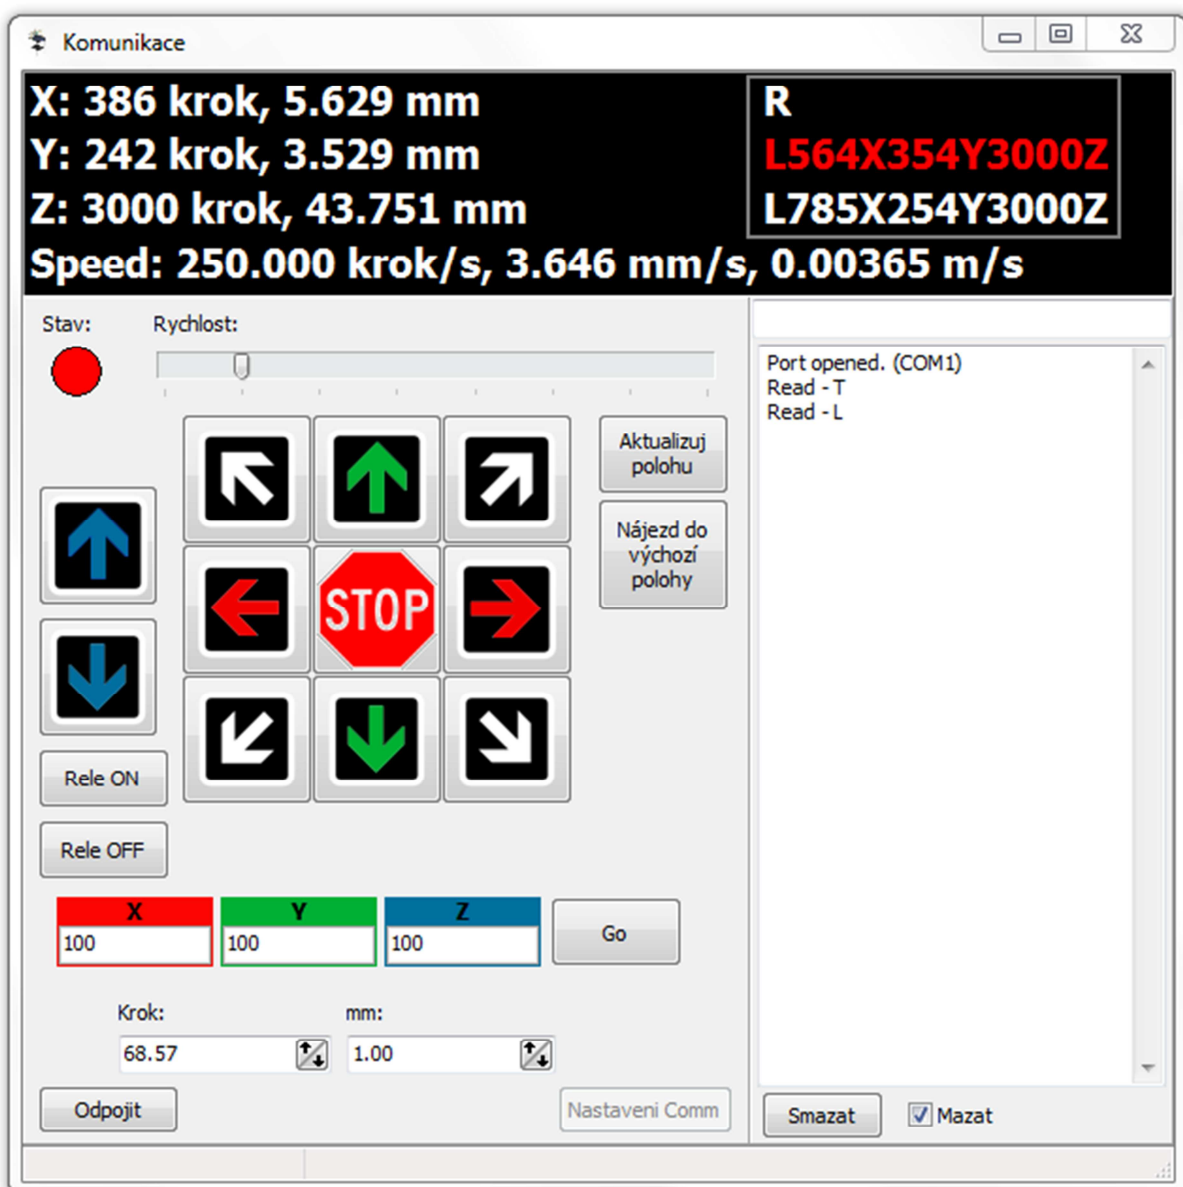 Komunikace
X: 386 krok, 5.629 mm
Y: 242 krok, 3.529 mm
Z: 3000 krok, 43.751 mm
Speed: 250.000 krok/s, 3.646 mm/s, 0.00365 m/s
R
L564X354Y3000Z
L785X254Y3000Z
Stav:
Rychlost:
Aktualizuj
polohu
Nájezd do
výchozí
polohy
STOP
Rele ON
Rele OFF
X
Y
Z
100
100
100
Go
Krok:
mm:
68.57
1.00
Odpojit
Nastaveni Comm
Port opened. (COM1)
Read - T
Read - L
Smazat
Mazat